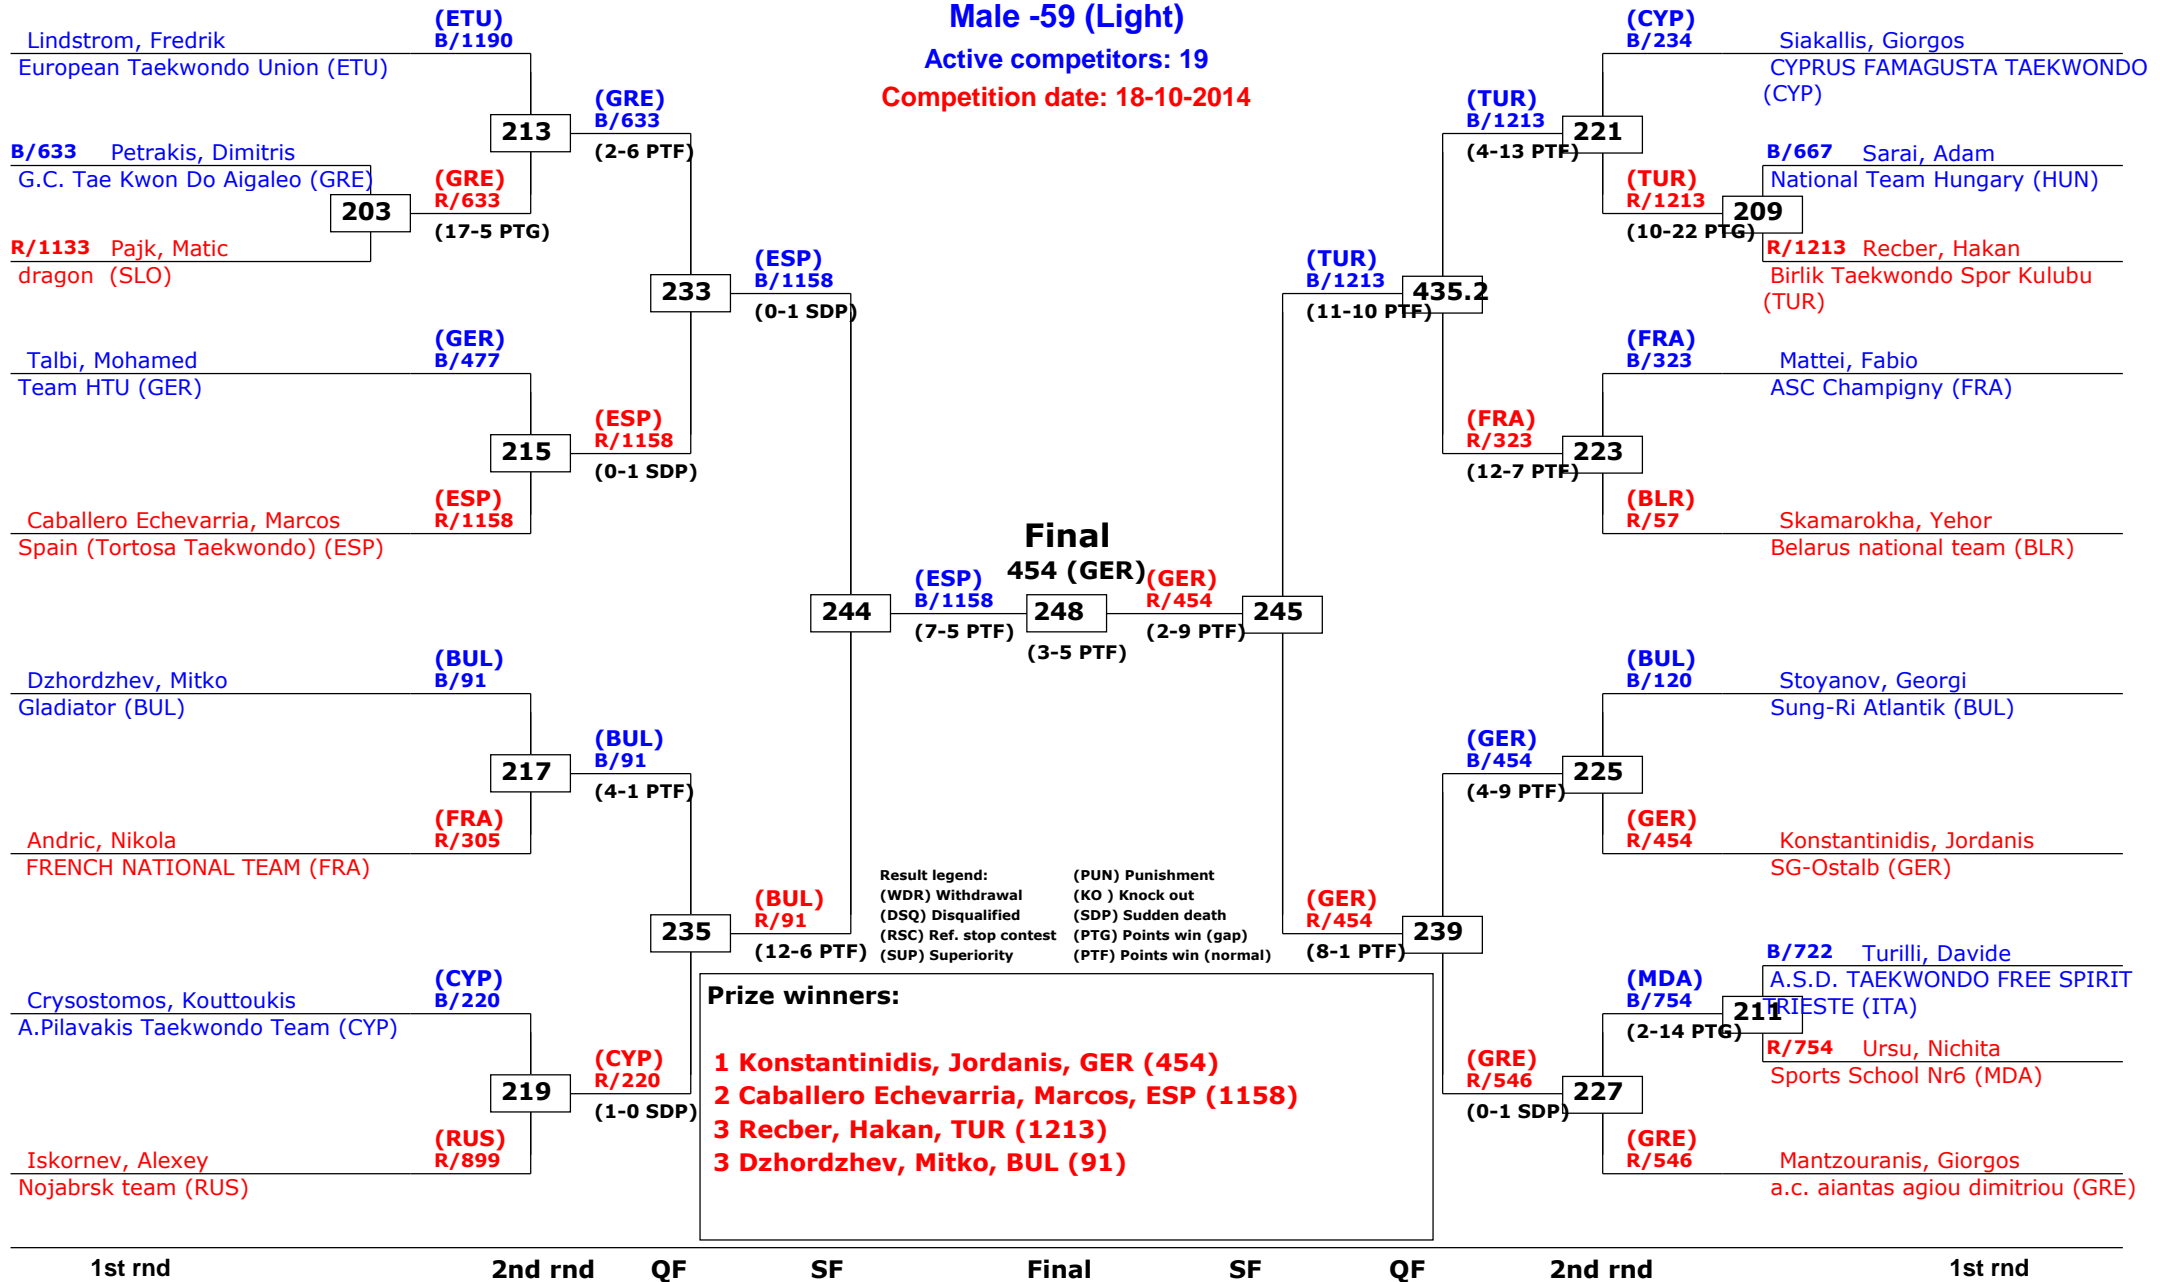 Male -59 (Light)
Active competitors: 19
Competition date: 18-10-2014
(ETU)
Lindstrom, Fredrik B/1190
European Taekwondo Union (ETU)
(GRE)
B/633
213
(2-6 PTF)
B/633 Petrakis, Dimitris
G.C. Tae Kwon Do Aigaleo (GRE)
(GRE)
R/633
203
(17-5 PTG)
R/1133 Pajk, Matic
dragon (SLO)
(ESP)
B/1158
233
(0-1 SDP)
(GER)
Talbi, Mohamed B/477
Team HTU (GER)
(ESP)
R/1158
215
(0-1 SDP)
(ESP)
Caballero Echevarria, Marcos R/1158
Spain (Tortosa Taekwondo) (ESP)
244
(ESP)
B/1158
(7-5 PTF)
(BUL)
Dzhordzhev, Mitko B/91
Gladiator (BUL)
(BUL)
B/91
217
(4-1 PTF)
(FRA)
Andric, Nikola R/305
FRENCH NATIONAL TEAM (FRA)
(BUL)
R/91
235
(12-6 PTF)
(CYP)
Crysostomos, Kouttoukis B/220
A.Pilavakis Taekwondo Team (CYP)
(CYP)
R/220
219
(1-0 SDP)
(RUS)
Iskornev, Alexey R/899
Nojabrsk team (RUS)
Final
454 (GER)
248
(3-5 PTF)
(GER)
R/454
245
(2-9 PTF)
(CYP)
B/234 Siakallis, Giorgos
CYPRUS FAMAGUSTA TAEKWONDO
(CYP)
(TUR)
B/1213
221
(4-13 PTF)
B/667 Sarai, Adam
National Team Hungary (HUN)
(TUR)
R/1213
209
(10-22 PTG)
R/1213 Recber, Hakan
Birlik Taekwondo Spor Kulubu
(TUR)
(TUR)
B/1213
435.2
(11-10 PTF)
(FRA)
B/323 Mattei, Fabio
ASC Champigny (FRA)
(FRA)
R/323
223
(12-7 PTF)
(BLR)
R/57 Skamarokha, Yehor
Belarus national team (BLR)
(BUL)
B/120 Stoyanov, Georgi
Sung-Ri Atlantik (BUL)
(GER)
B/454
225
(4-9 PTF)
(GER)
R/454 Konstantinidis, Jordanis
SG-Ostalb (GER)
(GER)
R/454
239
(8-1 PTF)
B/722 Turilli, Davide
A.S.D. TAEKWONDO FREE SPIRIT
TRIESTE (ITA)
(MDA)
B/754
211
(2-14 PTG)
R/754 Ursu, Nichita
Sports School Nr6 (MDA)
(GRE)
R/546
227
(0-1 SDP)
(GRE)
R/546 Mantzouranis, Giorgos
a.c. aiantas agiou dimitriou (GRE)
Result legend: (PUN) Punishment
(WDR) Withdrawal (KO ) Knock out
(DSQ) Disqualified (SDP) Sudden death
(RSC) Ref. stop contest (PTG) Points win (gap)
(SUP) Superiority (PTF) Points win (normal)
Prize winners:
1 Konstantinidis, Jordanis, GER (454)
2 Caballero Echevarria, Marcos, ESP (1158)
3 Recber, Hakan, TUR (1213)
3 Dzhordzhev, Mitko, BUL (91)
1st rnd 2nd rnd QF SF Final SF QF 2nd rnd 1st rnd